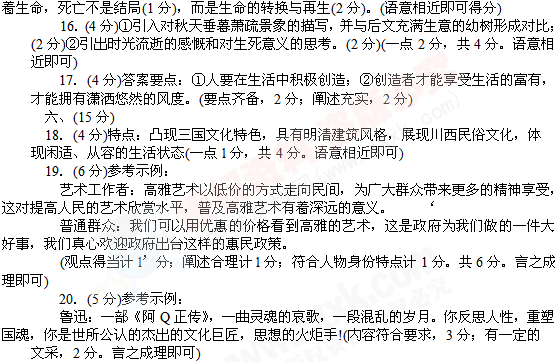 着生命，死亡不是结局(1 分)，而是生命的转换与再生(2 分)。(语意相近即可得分)
16. (4 分)①引入对秋天垂暮萧疏景象的描写，并与后文充满生意的幼树形成对比；
(2 分)②引出时光流逝的感慨和对生死意义的思考。(2 分)(一点 2 分，共 4 分。语意相
近即可)
17. (4 分)答案要点：①人要在生活中积极创造；②创造者才能享受生活的富有，
才能拥有潇洒悠然的风度。(要点齐备，2 分；阐述充实，2 分)
六、(15 分)
18. (4 分)特点：凸现三国文化特色，具有明清建筑风格，展现川西民俗文化，体
现闲适、从容的生活状态(一点 1 分，共 4 分。语意相近即可)
19. (6 分)参考示例：
艺术工作者：高雅艺术以低价的方式走向民间，为广大群众带来更多的精神享受，
这对提高人民的艺术欣赏水平，普及高雅艺术有着深远的意义。
普通群众：我们可以用优惠的价格看到高雅的艺术，这是政府为我们做的一件大
好事，我们真心欢迎政府出台这样的惠民政策。
(观点得当计 1’分；阐述合理计 1 分；符合人物身份特点计 1 分。共 6 分。言之成
理即可)
20. (5 分)参考示例：
鲁迅：一部《阿 Q 正传》，一曲灵魂的哀歌，一段混乱的岁月。你反思人性，重塑
国魂，你是世所公认的杰出的文化巨匠，思想的火炬手!(内容符合要求，3 分；有一定的
文采，2 分。言之成理即可)